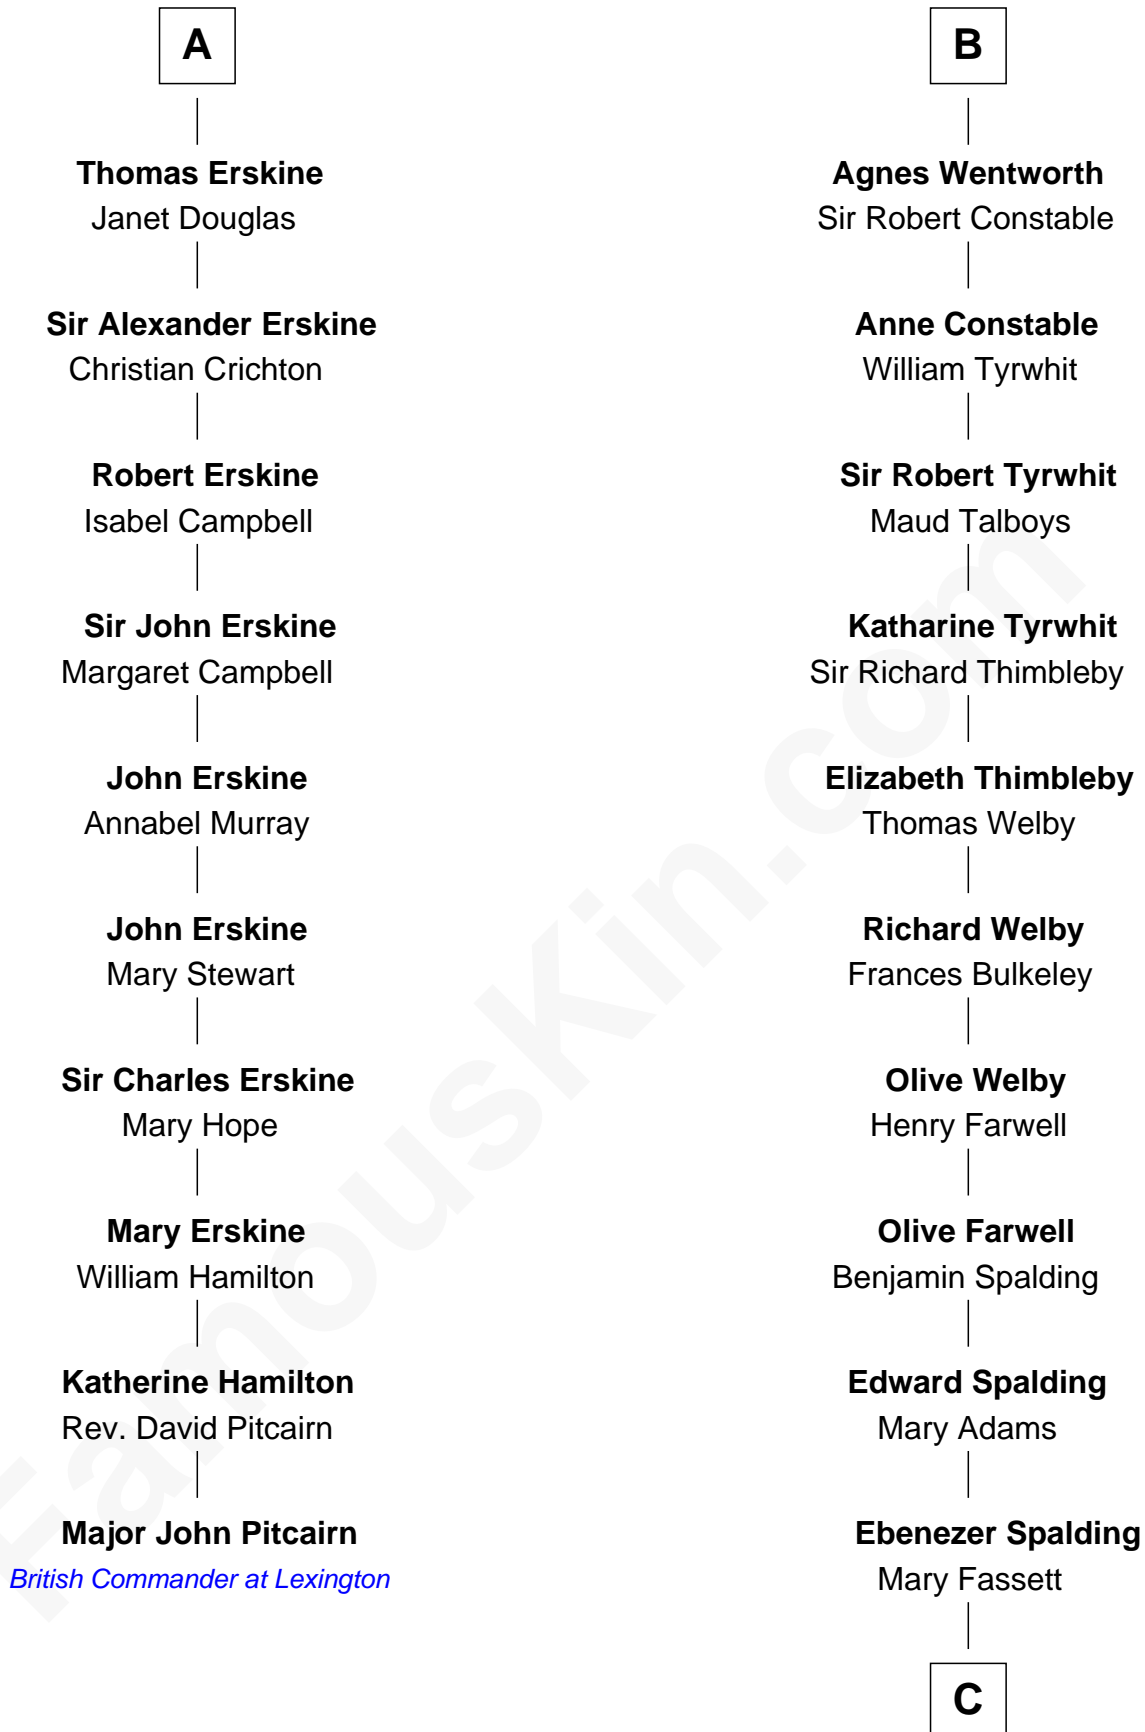 A
Thomas Erskine
Janet Douglas
Sir Alexander Erskine
Christian Crichton
Robert Erskine
Isabel Campbell
Sir John Erskine
Margaret Campbell
John Erskine
Annabel Murray
John Erskine
Mary Stewart
Sir Charles Erskine
Mary Hope
Mary Erskine
William Hamilton
Katherine Hamilton
Rev. David Pitcairn
Major John Pitcairn
British Commander at Lexington
B
Agnes Wentworth
Sir Robert Constable
Anne Constable
William Tyrwhit
Sir Robert Tyrwhit
Maud Talboys
Katharine Tyrwhit
Sir Richard Thimbleby
Elizabeth Thimbleby
Thomas Welby
Richard Welby
Frances Bulkeley
Olive Welby
Henry Farwell
Olive Farwell
Benjamin Spalding
Edward Spalding
Mary Adams
Ebenezer Spalding
Mary Fassett
C
FamousKin.com